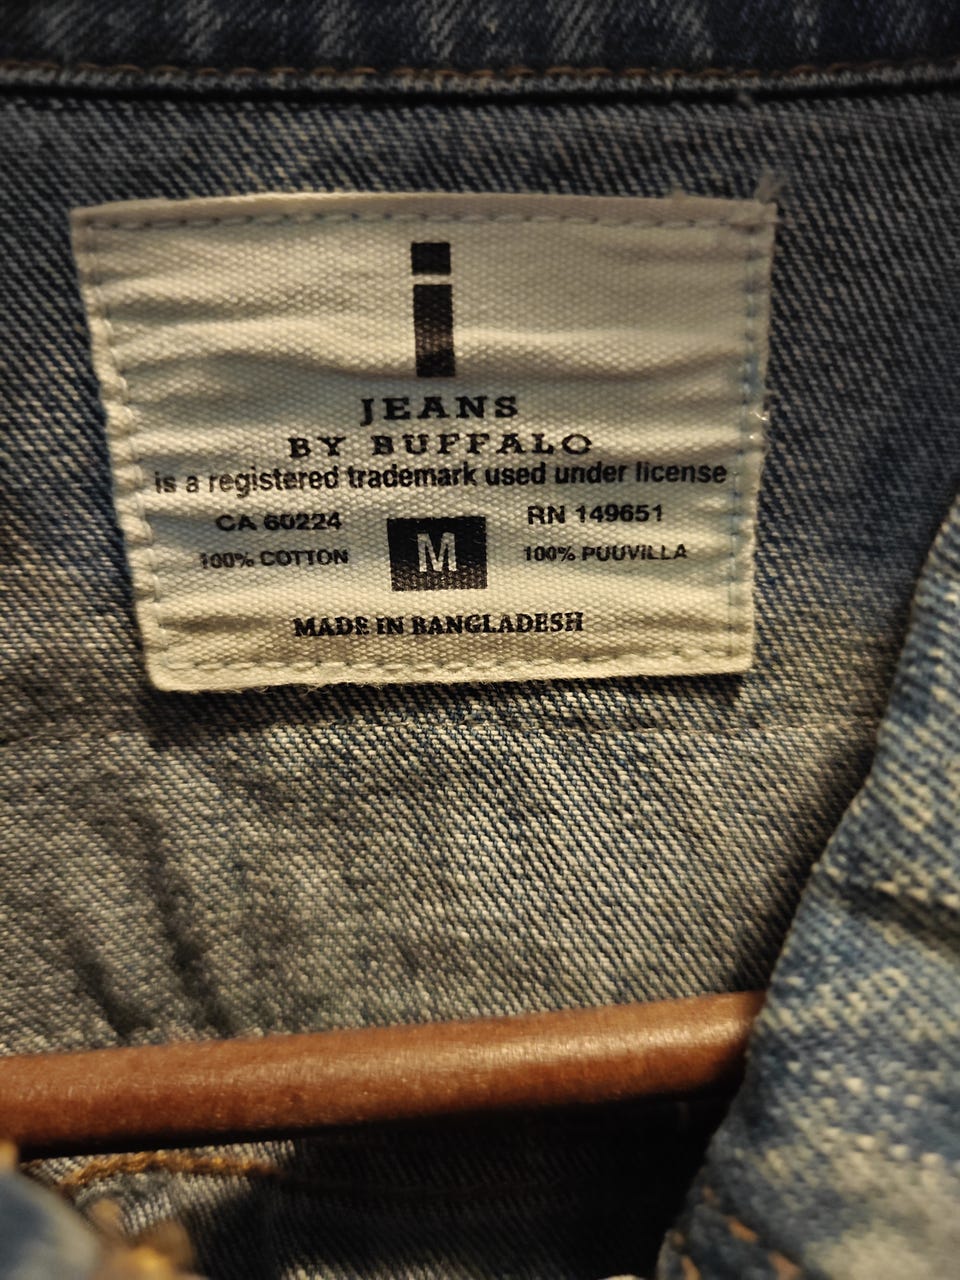 i
JEANS
BY BUFFALO
is a registered trademark used under license
CA 60224 RN 149651
100% COTTON M 100% PUUVILLA
MADE IN BANGLADESH